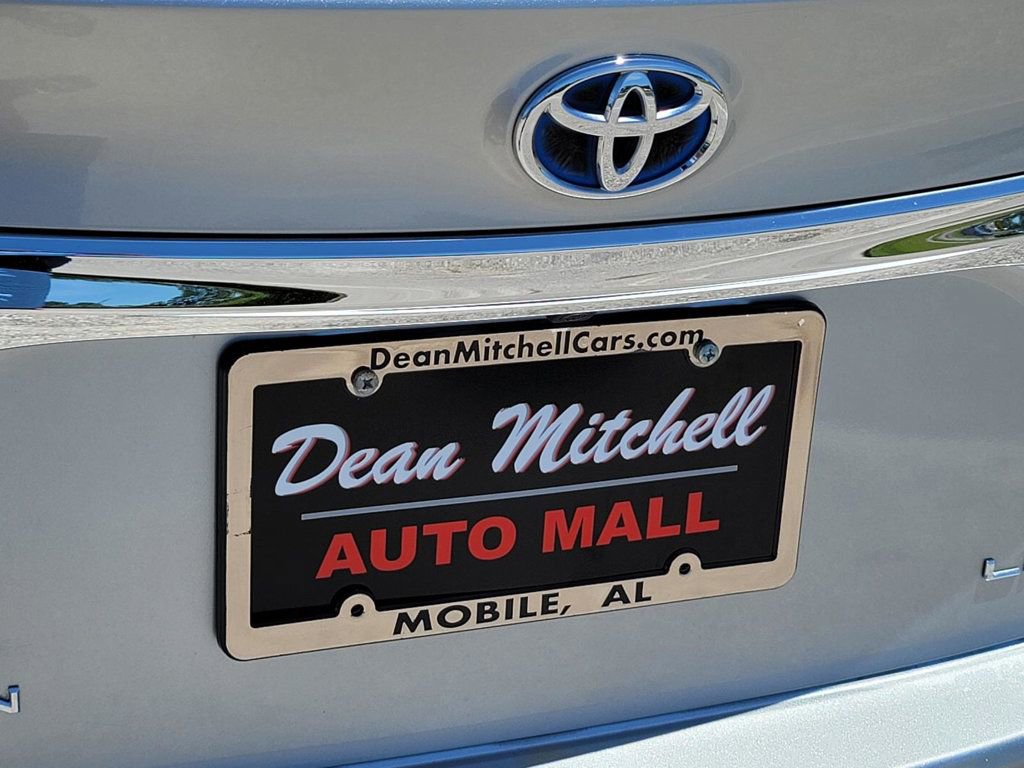 DeanMitchellCars.com
Dean Mitchell
AUTO MALL
MOBILE, AL